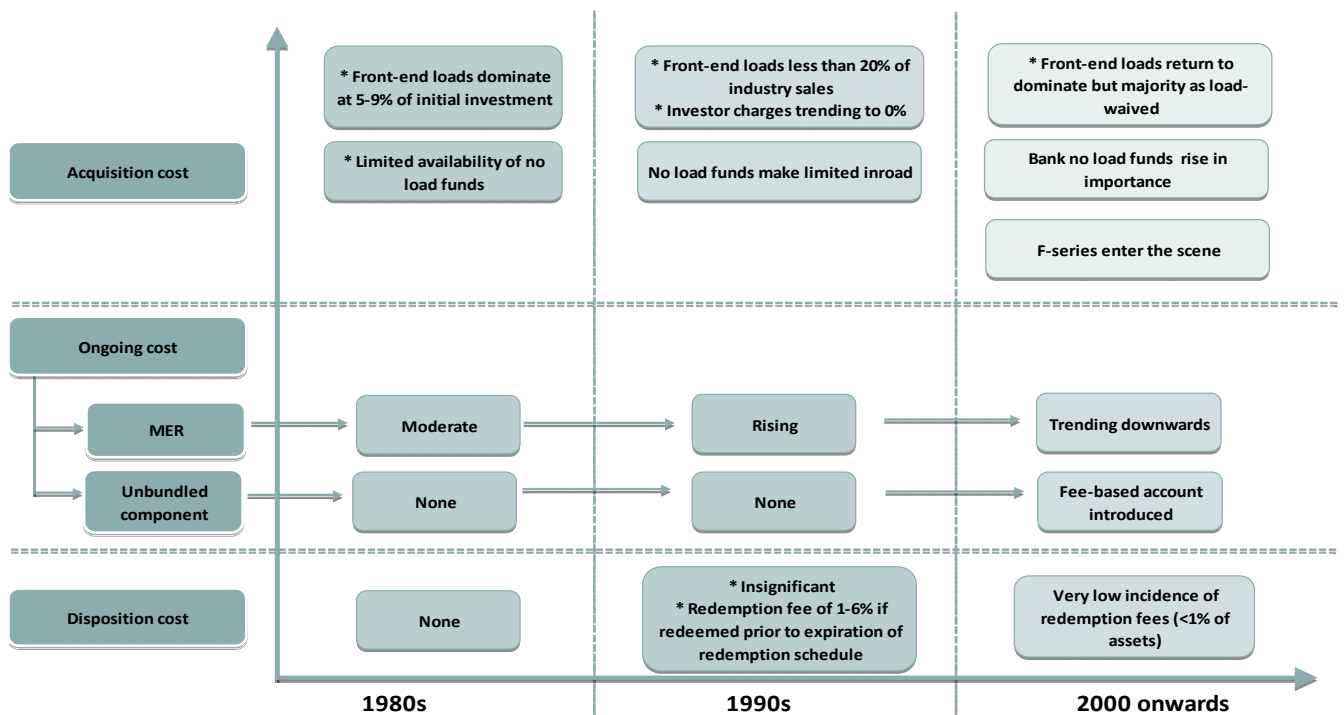 * Front-end loads dominate
at 5-9% of initial investment
* Front-end loads less than 20% of
industry sales
* Investor charges trending to 0%
* Front-end loads return to
dominate but majority as load-
waived
Acquisition cost
* Limited availability of no
load funds
No load funds make limited inroad
Bank no load funds rise in
importance
F-series enter the scene
Ongoing cost
MER
Moderate
Rising
Trending downwards
Unbundled
component
None
None
Fee-based account
introduced
Disposition cost
None
* Insignificant
* Redemption fee of 1-6% if
redeemed prior to expiration of
redemption schedule
Very low incidence of
redemption fees (<1% of
assets)
1980s
1990s
2000 onwards